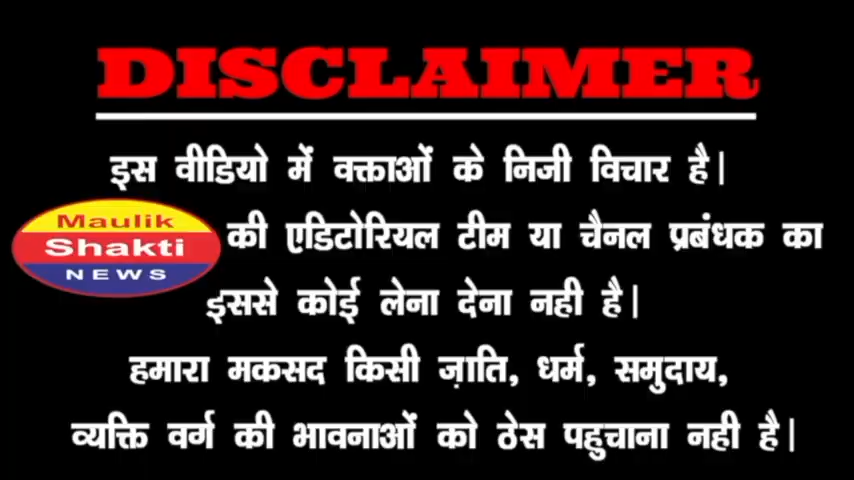 DISCLAIMER
इस वीडियो में वक्ताओं के निजी विचार है|
Maulik
Shakti
NEWS
की एडिटोरियल टीम या चैनल प्रबंधक का
इससे कोई लेना देना नही है|
हमारा मकसद किसी ज़ाति, धर्म, समुदाय,
व्यक्ति वर्ग की भावनाओं को ठेस पहुचाना नही है|